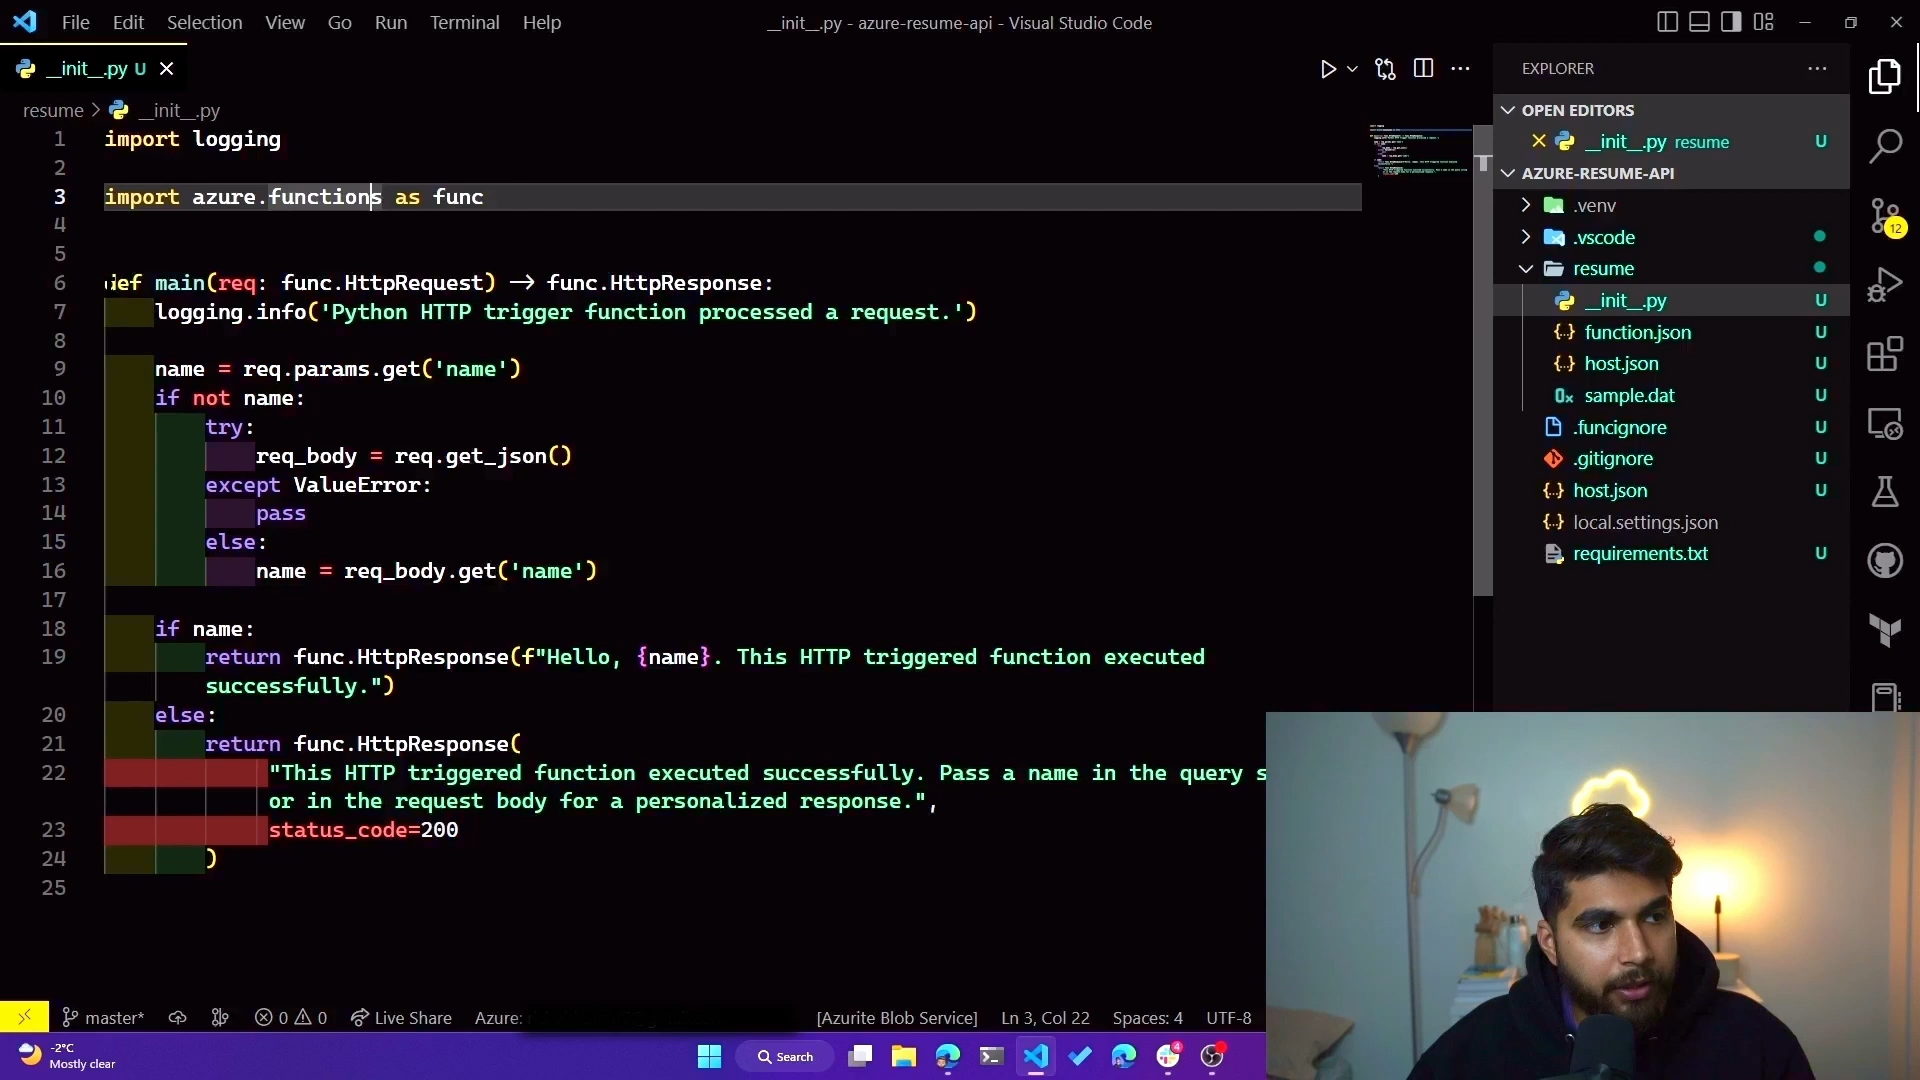 File Edit Selection View Go Run Terminal Help
__init__.py - azure-resume-api - Visual Studio Code
__init__.py U
resume > __init__.py
1 import logging
2
3 import azure.functions as func
4
5
6 def main(req: func.HttpRequest) -> func.HttpResponse:
7 logging.info('Python HTTP trigger function processed a request.')
8
9 name = req.params.get('name')
10 if not name:
11 try:
12 req_body = req.get_json()
13 except ValueError:
14 pass
15 else:
16 name = req_body.get('name')
17
18 if name:
19 return func.HttpResponse(f"Hello, {name}. This HTTP triggered function executed
successfully.")
20 else:
21 return func.HttpResponse(
22 "This HTTP triggered function executed successfully. Pass a name in the query s
or in the request body for a personalized response.",
23 status_code=200
24 )
25
EXPLORER
OPEN EDITORS
__init__.py resume U
AZURE-RESUME-API
.venv
.vscode
resume
__init__.py U
function.json U
host.json U
sample.dat U
.funcignore U
.gitignore U
host.json U
local.settings.json
requirements.txt U
12
master* 0 0 Live Share Azure: [Azurite Blob Service] Ln 3, Col 22 Spaces: 4 UTF-8
-2°C
Mostly clear
Search
4